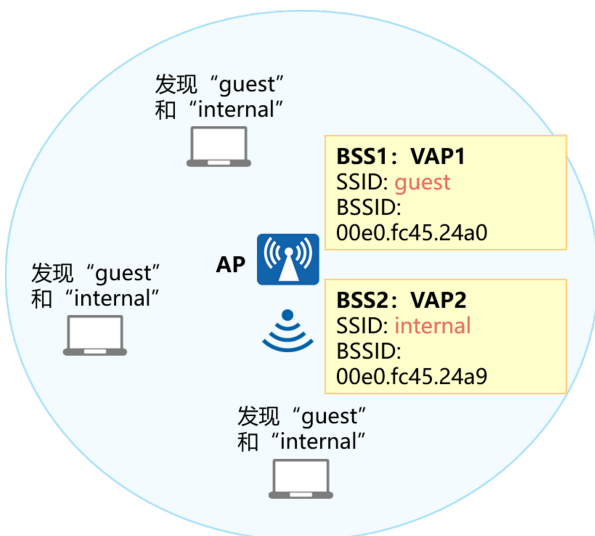 发现“guest”
和“internal”
BSS1：VAP1
SSID: guest
BSSID:
00e0.fc45.24a0
AP
发现“guest”
和“internal”
BSS2：VAP2
SSID: internal
BSSID:
00e0.fc45.24a9
发现“guest”
和“internal”